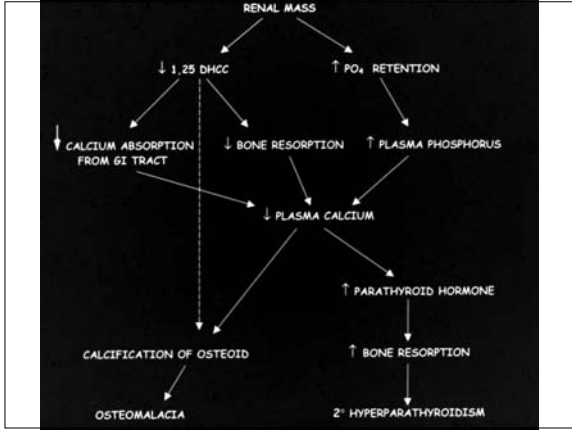 RENAL MASS
↓ 1,25 DHCC
↑ PO₄ RETENTION
↓ CALCIUM ABSORPTION
FROM GI TRACT
↓ BONE RESORPTION
↑ PLASMA PHOSPHORUS
↓ PLASMA CALCIUM
↑ PARATHYROID HORMONE
CALCIFICATION OF OSTEOID
↑ BONE RESORPTION
OSTEOMALACIA
2° HYPERPARATHYROIDISM